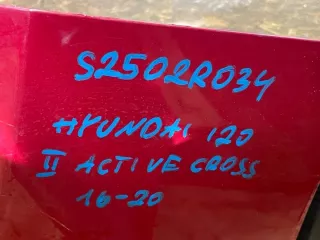 S2502R034
HYUNDAI i20
II ACTIVE CROSS
16-20